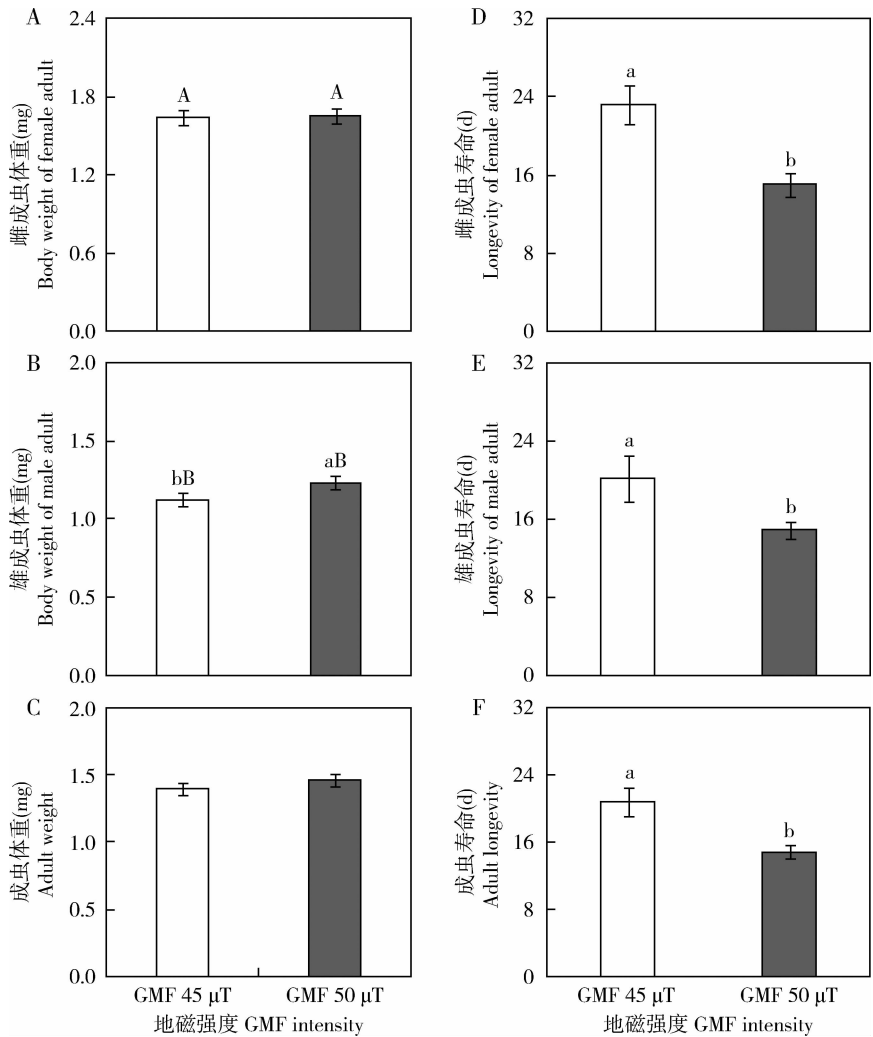 A
雌成虫体重(mg)
Body weight of female adult
2.4
1.8
1.2
0.6
0.0
A
A
D
雌成虫寿命(d)
Longevity of female adult
32
24
16
8
0
a
b
B
雄成虫体重(mg)
Body weight of male adult
2.0
1.5
1.0
0.5
0.0
bB
aB
E
雄成虫寿命(d)
Longevity of male adult
32
24
16
8
0
a
b
C
成虫体重(mg)
Adult weight
2.0
1.5
1.0
0.5
0.0
GMF 45 μT
GMF 50 μT
地磁强度 GMF intensity
F
成虫寿命(d)
Adult longevity
32
24
16
8
0
a
b
GMF 45 μT
GMF 50 μT
地磁强度 GMF intensity